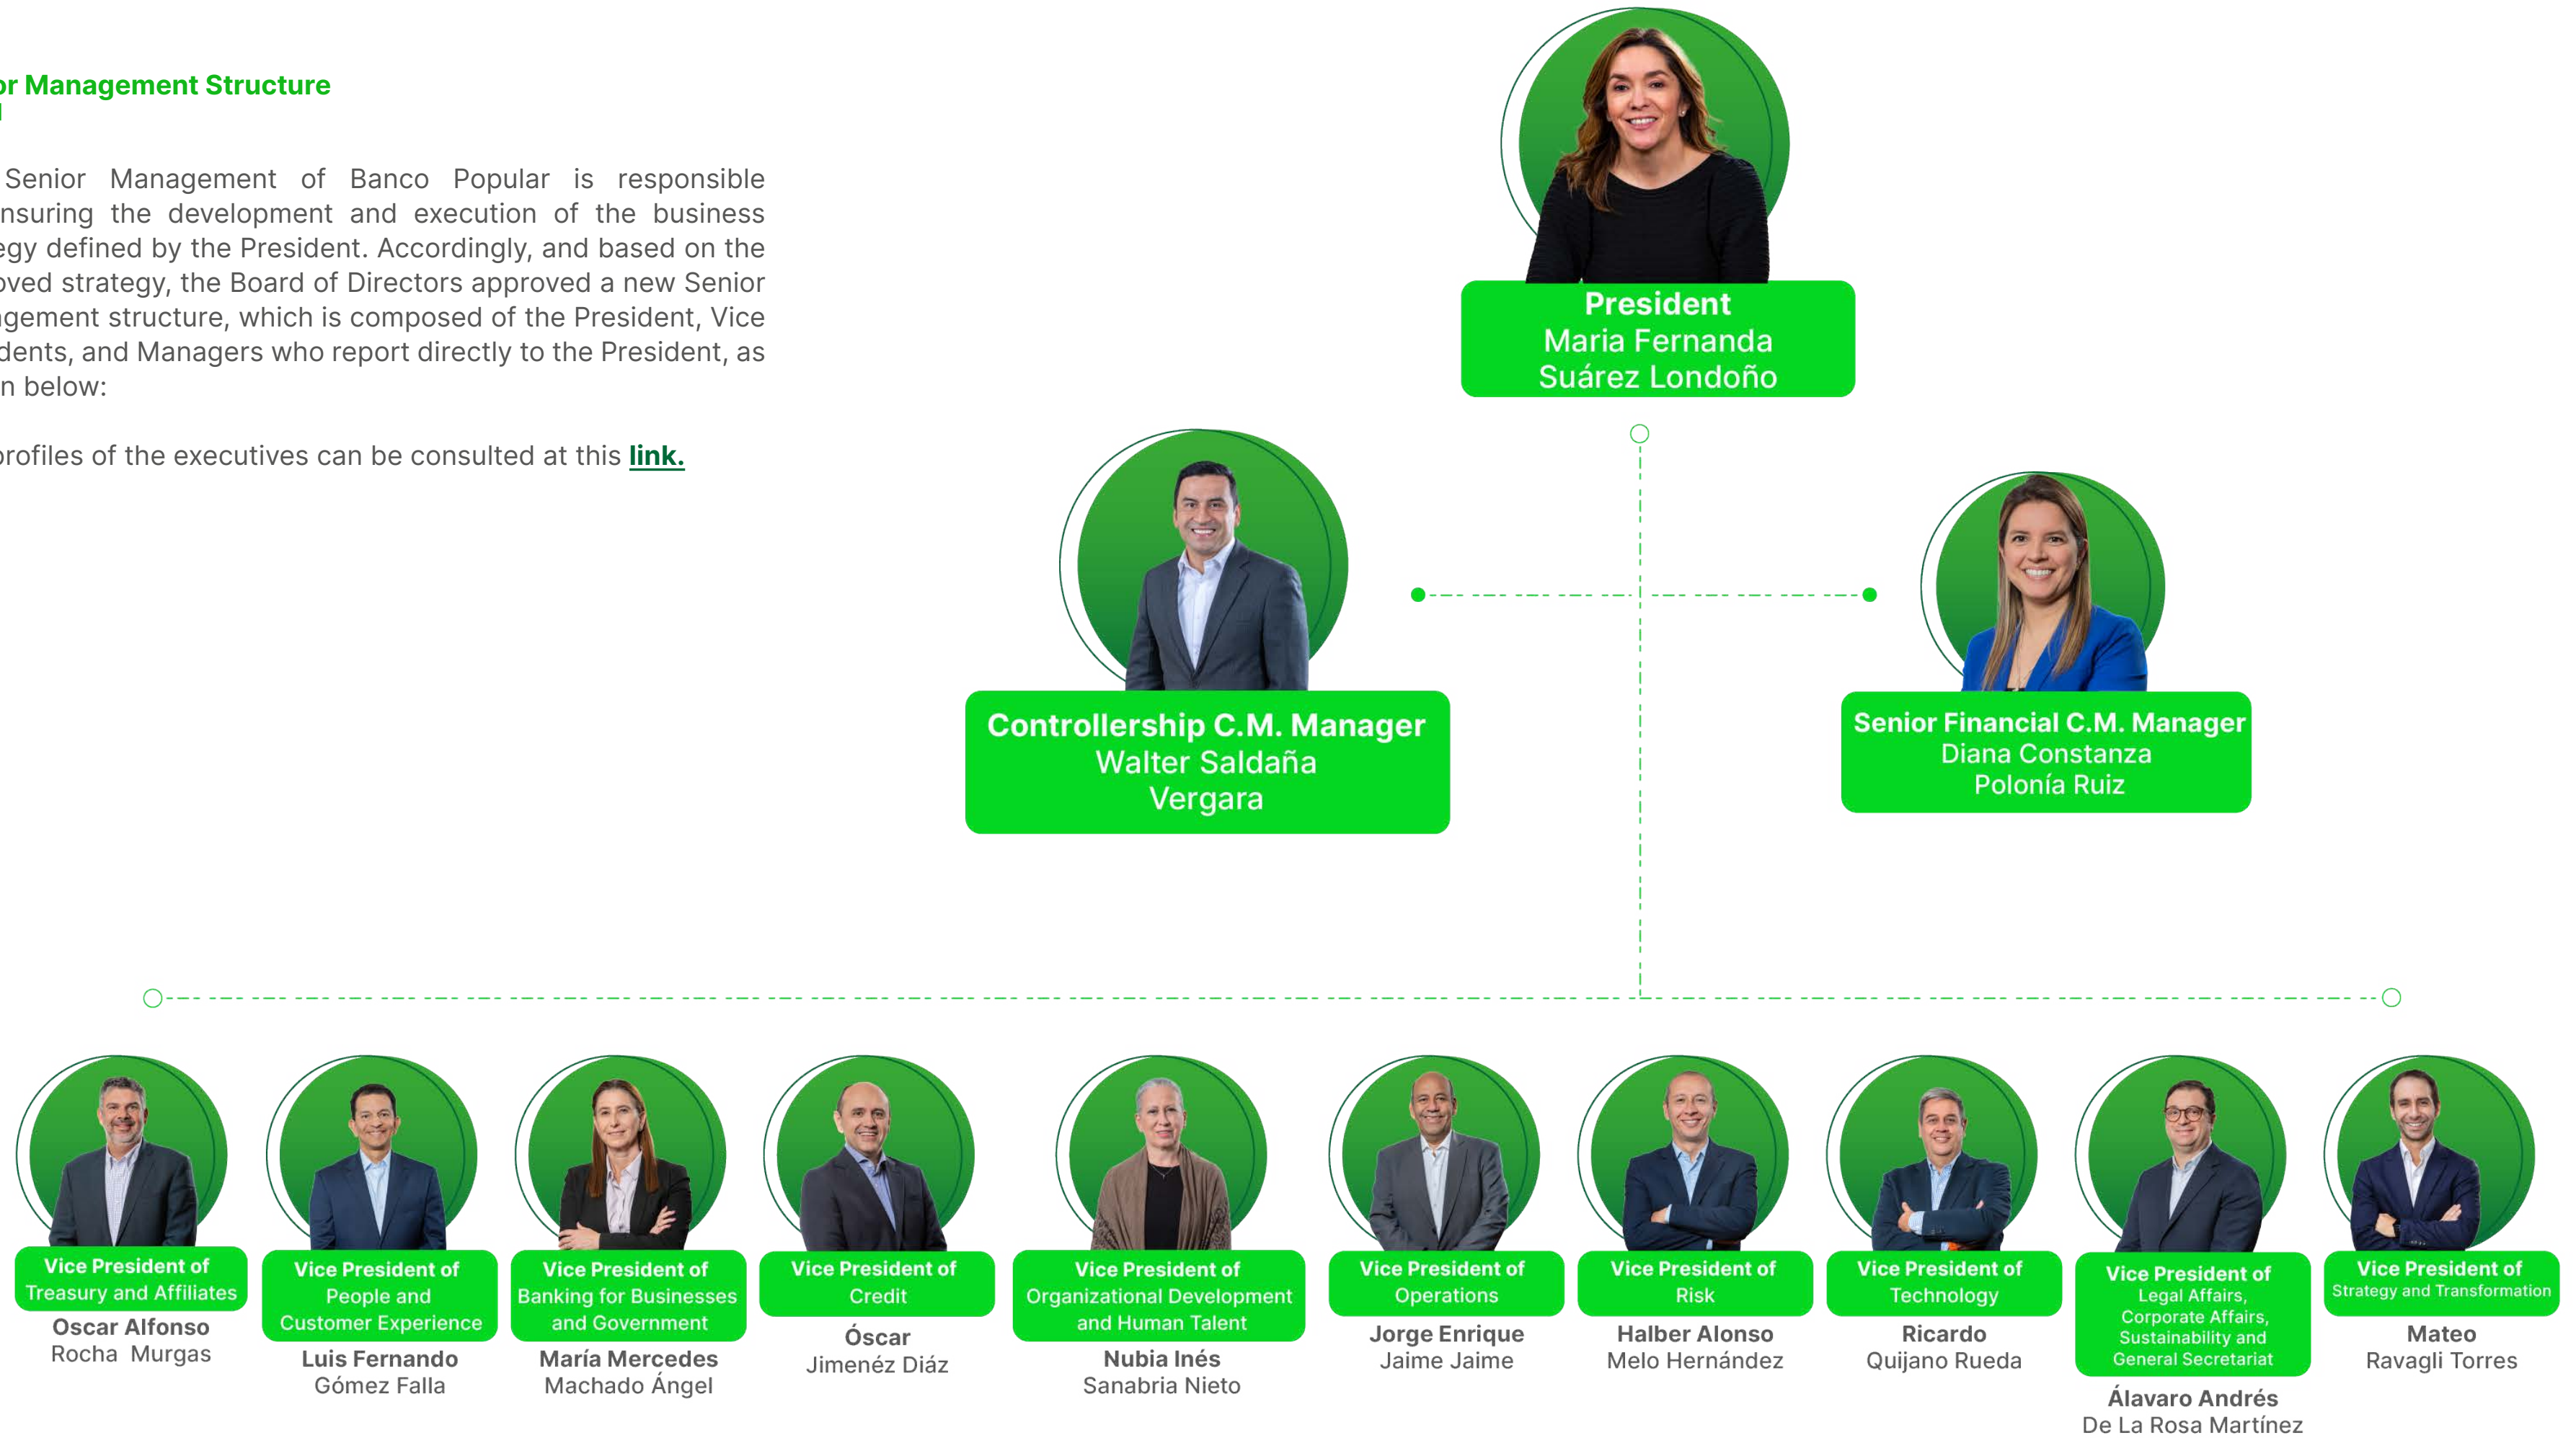 or Management Structure
Senior Management of Banco Popular is responsible
nsuring the development and execution of the business
egy defined by the President. Accordingly, and based on the
oved strategy, the Board of Directors approved a new Senior
agement structure, which is composed of the President, Vice
dents, and Managers who report directly to the President, as
n below:
profiles of the executives can be consulted at this link.
President
Maria Fernanda
Suárez Londoño
Controllership C.M. Manager
Walter Saldaña
Vergara
Senior Financial C.M. Manager
Diana Constanza
Polonía Ruiz
Vice President of
Treasury and Affiliates
Oscar Alfonso
Rocha Murgas
Vice President of
People and
Customer Experience
Luis Fernando
Gómez Falla
Vice President of
Banking for Businesses
and Government
María Mercedes
Machado Ángel
Vice President of
Credit
Óscar
Jimenéz Diáz
Vice President of
Organizational Development
and Human Talent
Nubia Inés
Sanabria Nieto
Vice President of
Operations
Jorge Enrique
Jaime Jaime
Vice President of
Risk
Halber Alonso
Melo Hernández
Vice President of
Technology
Ricardo
Quijano Rueda
Vice President of
Legal Affairs,
Corporate Affairs,
Sustainability and
General Secretariat
Álavaro Andrés
De La Rosa Martínez
Vice President of
Strategy and Transformation
Mateo
Ravagli Torres